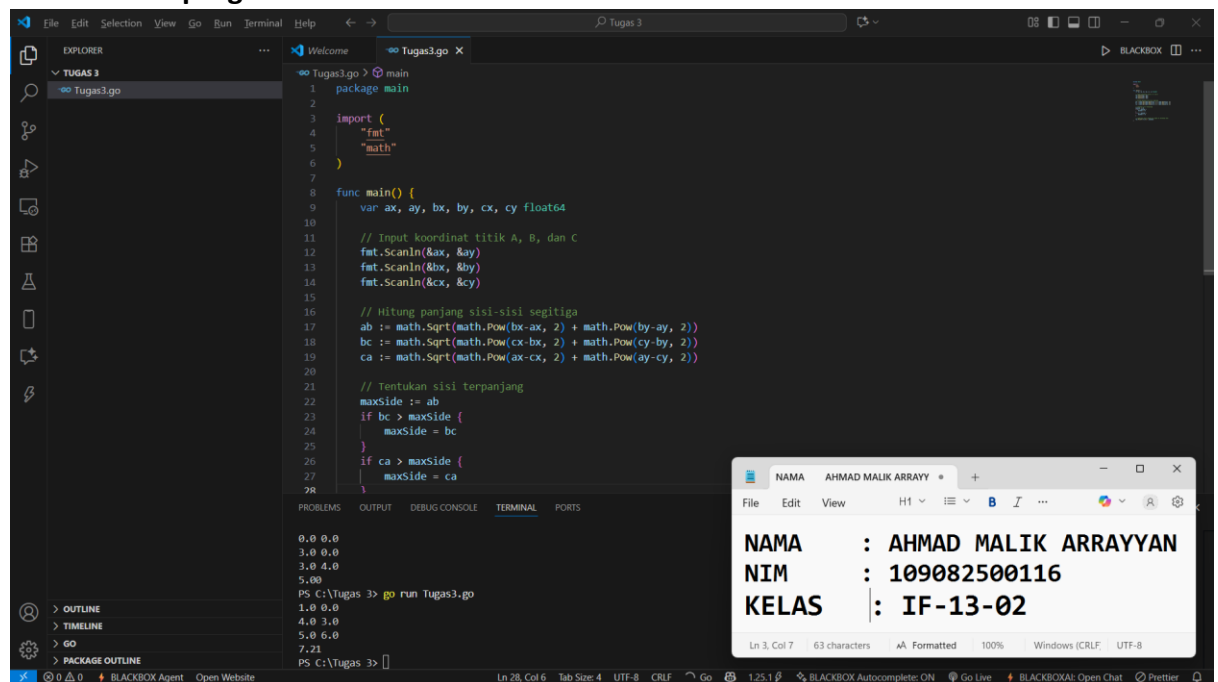 File Edit Selection View Go Run Terminal Help
Tugas 3
EXPLORER
Welcome
Tugas3.go
BLACKBOX
TUGAS 3
Tugas3.go
Tugas3.go > main
1 package main
2
3 import (
4 "fmt"
5 "math"
6 )
7
8 func main() {
9 var ax, ay, bx, by, cx, cy float64
10
11 // Input koordinat titik A, B, dan C
12 fmt.Scanln(&ax, &ay)
13 fmt.Scanln(&bx, &by)
14 fmt.Scanln(&cx, &cy)
15
16 // Hitung panjang sisi-sisi segitiga
17 ab := math.Sqrt(math.Pow(bx-ax, 2) + math.Pow(by-ay, 2))
18 bc := math.Sqrt(math.Pow(cx-bx, 2) + math.Pow(cy-by, 2))
19 ca := math.Sqrt(math.Pow(ax-cx, 2) + math.Pow(ay-cy, 2))
20
21 // Tentukan sisi terpanjang
22 maxSide := ab
23 if bc > maxSide {
24 maxSide = bc
25 }
26 if ca > maxSide {
27 maxSide = ca
28 }
PROBLEMS OUTPUT DEBUG CONSOLE TERMINAL PORTS
0.0 0.0
3.0 0.0
3.0 4.0
5.00
PS C:\Tugas 3> go run Tugas3.go
1.0 0.0
4.0 3.0
5.0 6.0
7.21
PS C:\Tugas 3>
OUTLINE
TIMELINE
GO
PACKAGE OUTLINE
NAMA AHMAD MALIK ARRAYY
File Edit View H1 B I ...
NAMA : AHMAD MALIK ARRAYYAN
NIM : 109082500116
KELAS : IF-13-02
Ln 3, Col 7 63 characters Formatted 100% Windows (CRLF) UTF-8
0 0 BLACKBOX Agent Open Website Ln 28, Col 6 Tab Size: 4 UTF-8 CRLF Go 1.25.1 BLACKBOX Autocomplete: ON Go Live BLACKBOXAI: Open Chat Prettier